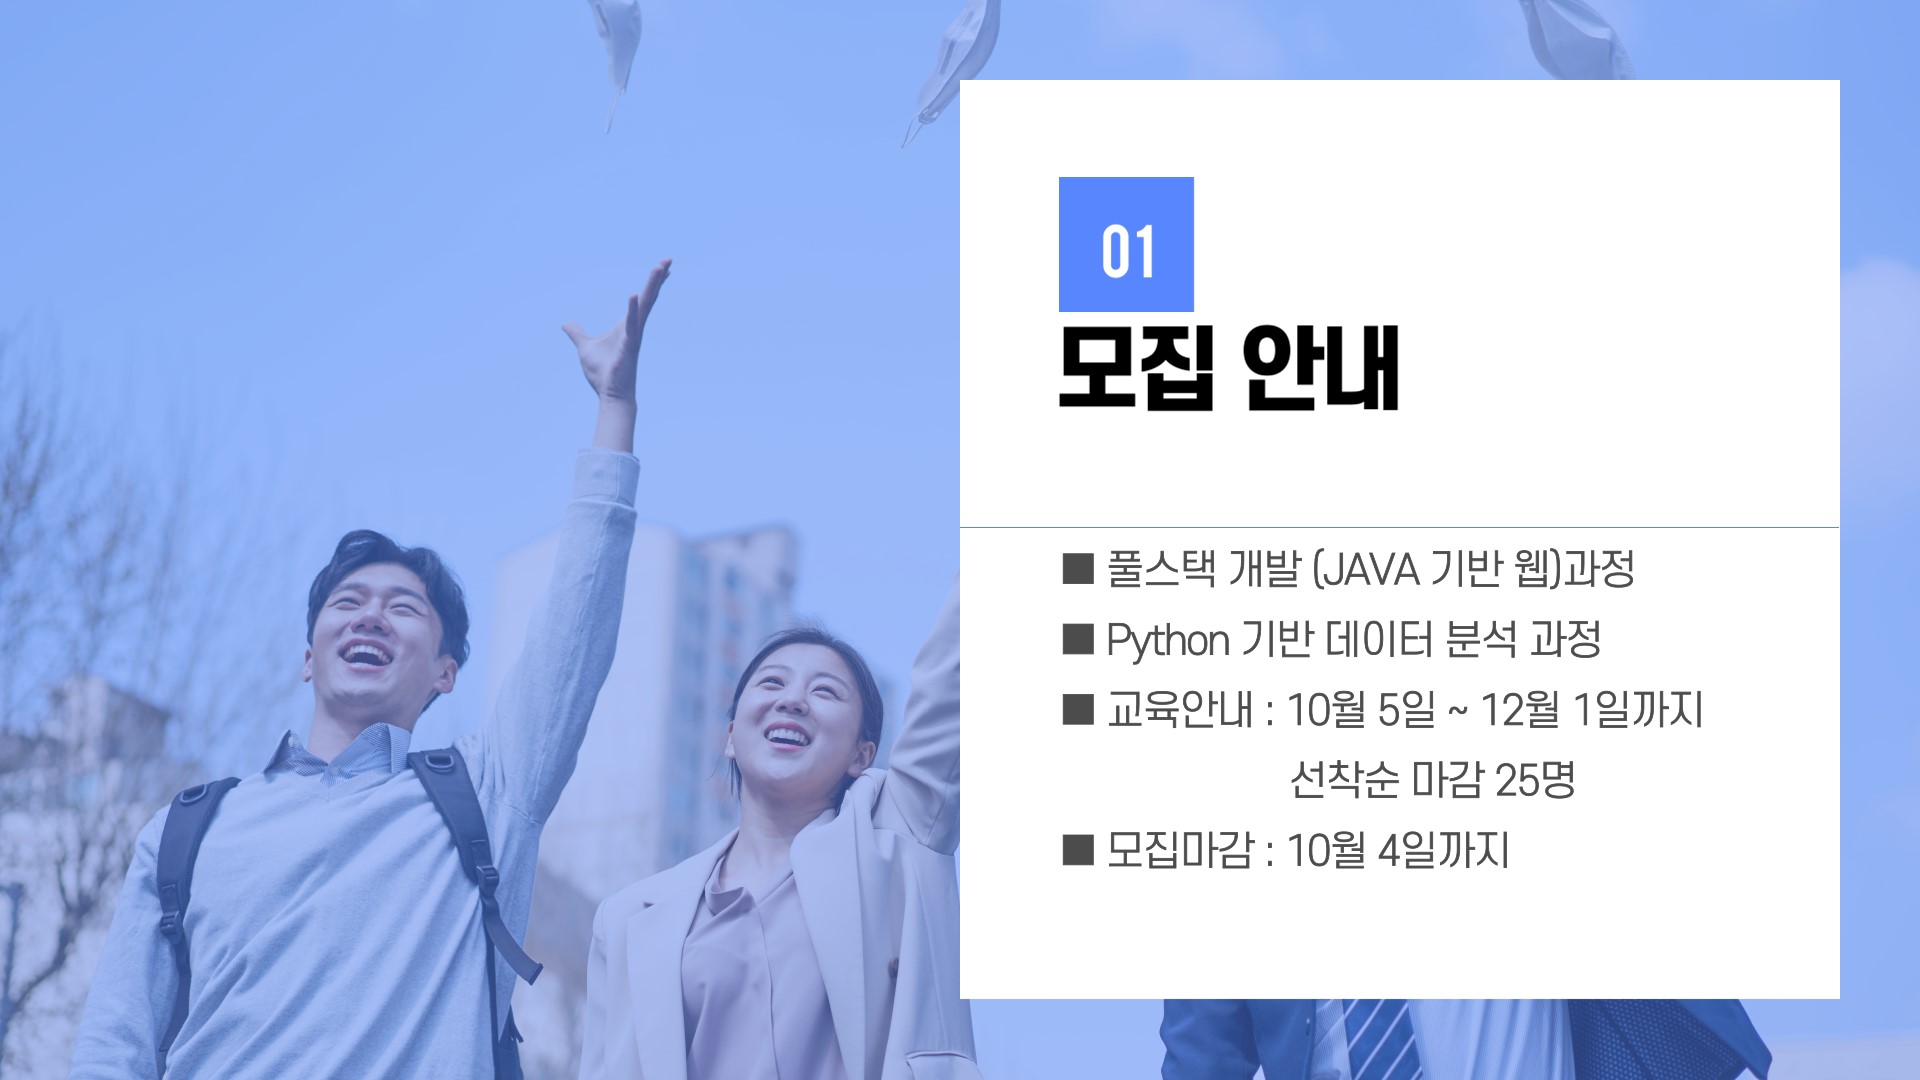 01
모집 안내
■ 풀스택 개발 (JAVA 기반 웹)과정
■ Python 기반 데이터 분석 과정
■ 교육안내 : 10월 5일 ~ 12월 1일까지
선착순 마감 25명
■ 모집마감 : 10월 4일까지